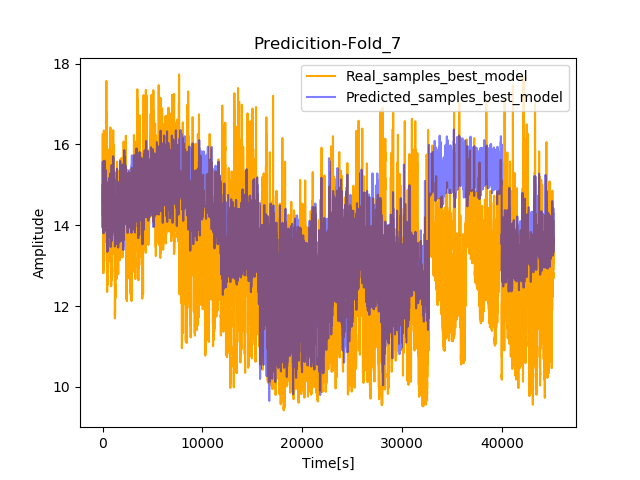 Predicition-Fold_7
Real_samples_best_model
Predicted_samples_best_model
18
16
14
12
10
Amplitude
0
10000
20000
30000
40000
Time[s]